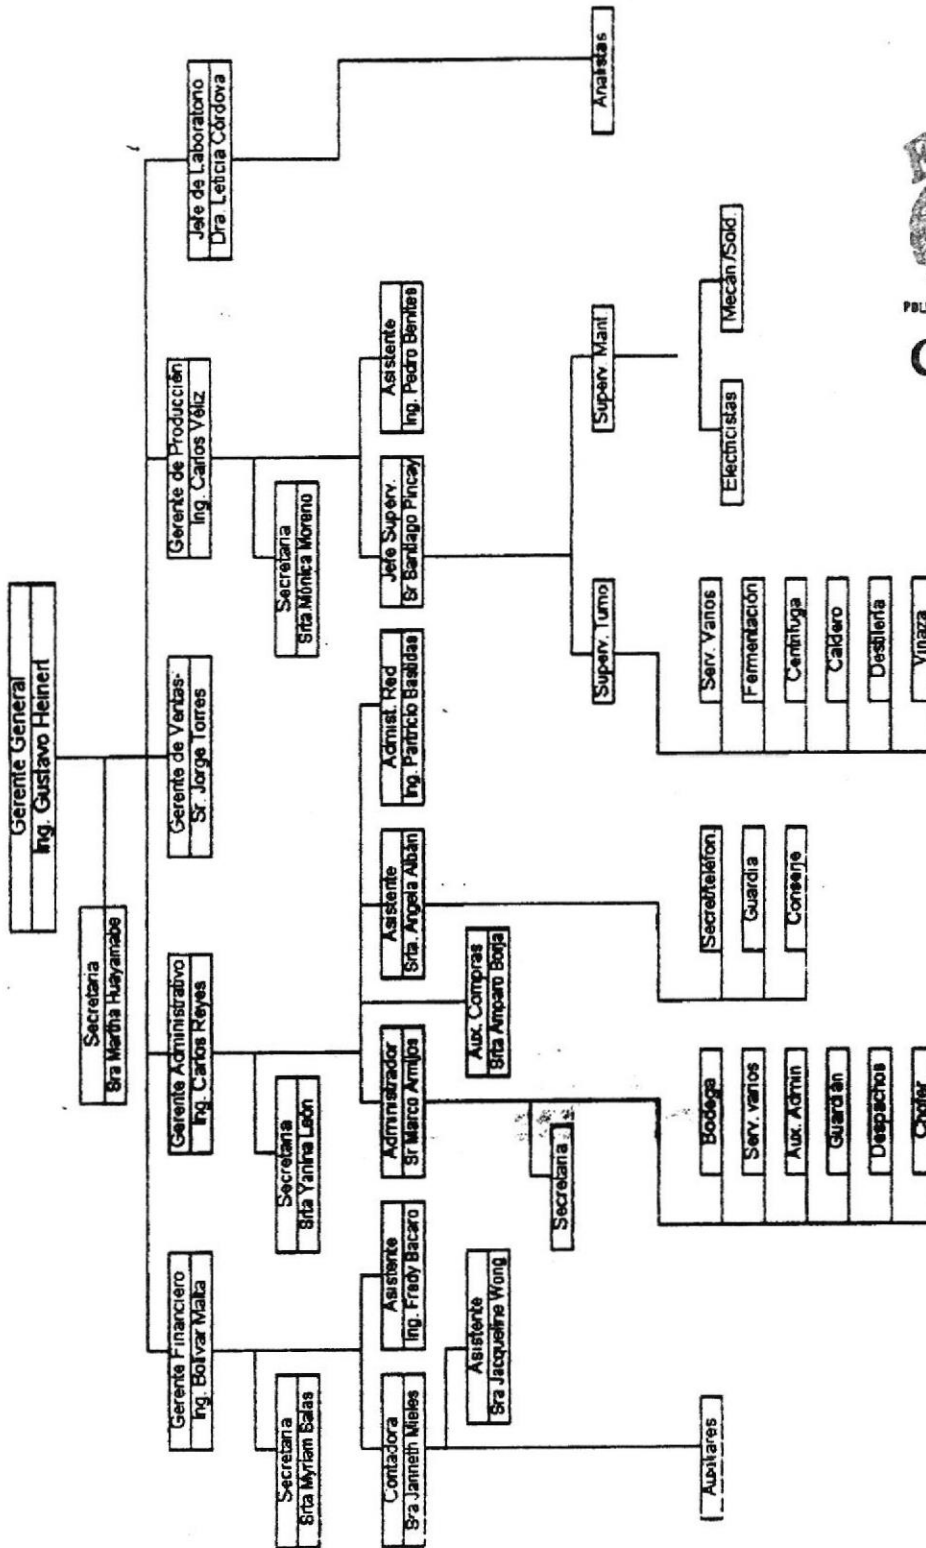 Gerente General
Ing. Gustavo Heinert
Secretaria
Sra Martha Huayamabe
Gerente Financiero
Ing. Bolívar Malta
Gerente Administrativo
Ing. Carlos Reyes
Gerente de Ventas-
Sr. Jorge Torres
Gerente de Producción
Ing. Carlos Véliz
Jefe de Laboratorio
Dra Leticia Córdova
Secretaria
Srta Myriam Salas
Secretaria
Srta Yanina León
Secretaria
Srta Mónica Moreno
Contadora
Sra Janneth Mieles
Asistente
Ing. Fredy Bacaro
Administrador
Sr Marco Armijos
Asistente
Srta. Angela Albán
Admist. Red
Ing. Partricio Bastidas
Jefe Superv.
Sr Santiago Pincay
Asistente
Ing. Pedro Benites
Asistente
Sra Jacqueline Wong
Aux. Compras
Srta Amparo Borja
Secretaria
Superv. Turno
Superv. Mant
Analistas
Auxiliares
Bodega
Serv. varios
Aux. Admin
Guardián
Despachos
Chofer
Secret/telefon
Guardia
Conserje
Serv. Varios
Fermentación
Centrifuga
Caldero
Destilería
Vinaza
Electricistas
Mecán/Sold.